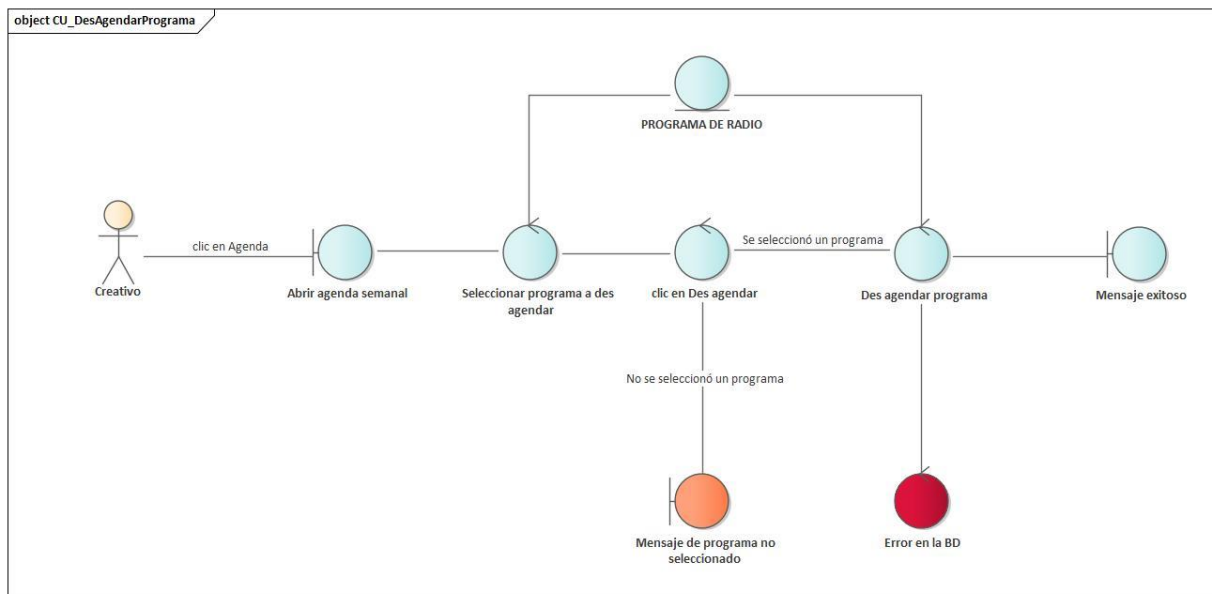 object CU_DesAgendarPrograma
PROGRAMA DE RADIO
clic en Agenda
Se seleccionó un programa
Creativo
Abrir agenda semanal
Seleccionar programa a des
agendar
clic en Des agendar
Des agendar programa
Mensaje exitoso
No se seleccionó un programa
Mensaje de programa no
seleccionado
Error en la BD